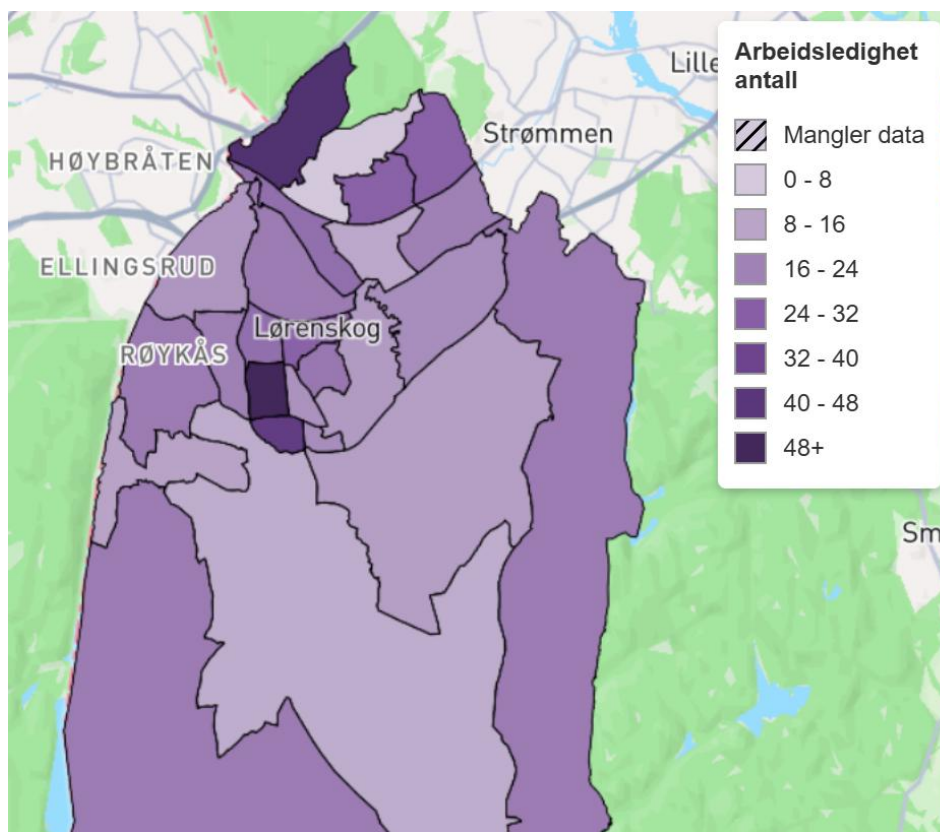 Arbeidsledighet
antall
Mangler data
0 - 8
8 - 16
16 - 24
24 - 32
32 - 40
40 - 48
48+
Lille
Strømmen
HØYBRÅTEN
ELLINGSRUD
Lørenskog
RØYKÅS
Sm